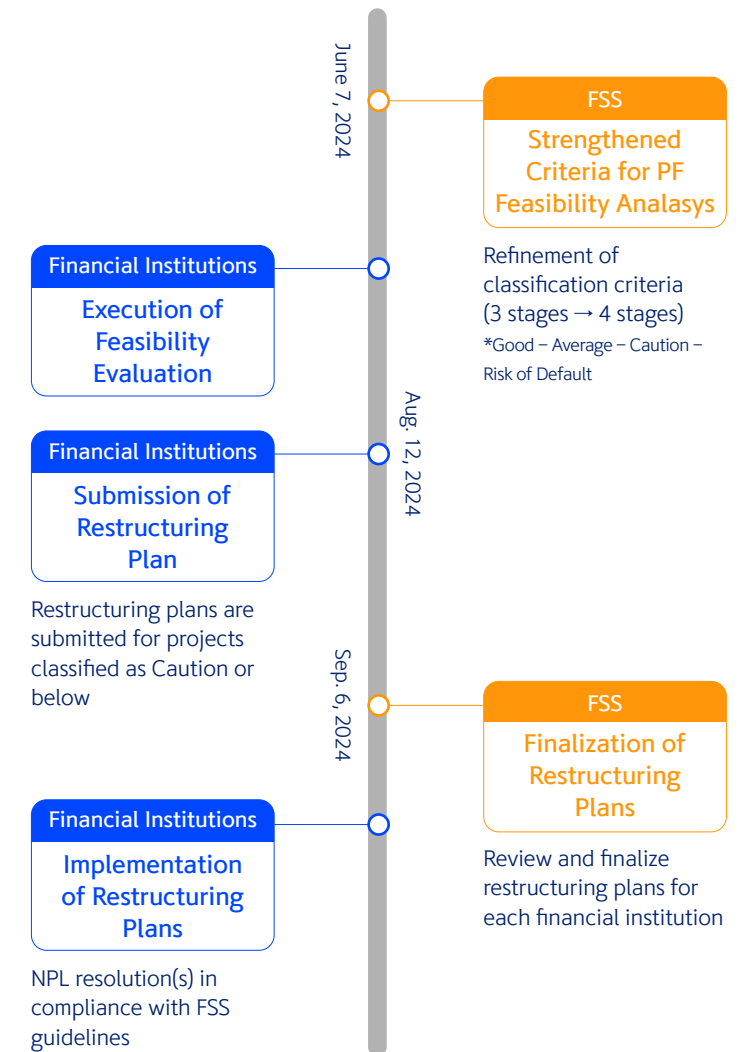 June 7, 2024
FSS
Strengthened
Criteria for PF
Feasibility Analasys
Refinement of
classification criteria
(3 stages → 4 stages)
*Good – Average – Caution –
Risk of Default
Financial Institutions
Execution of
Feasibility
Evaluation
Aug. 12, 2024
Financial Institutions
Submission of
Restructuring
Plan
Restructuring plans are
submitted for projects
classified as Caution or
below
Sep. 6, 2024
FSS
Finalization of
Restructuring
Plans
Review and finalize
restructuring plans for
each financial institution
Financial Institutions
Implementation
of Restructuring
Plans
NPL resolution(s) in
compliance with FSS
guidelines